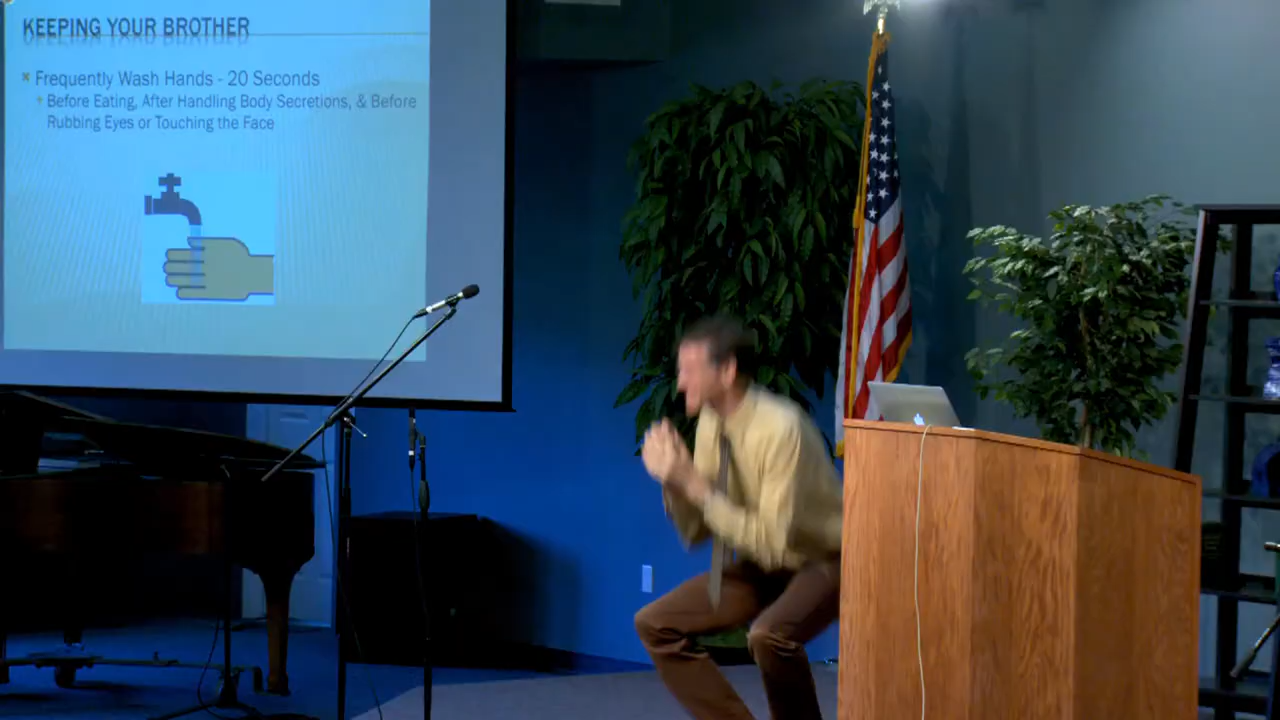 KEEPING YOUR BROTHER
Frequently Wash Hands - 20 Seconds
Before Eating, After Handling Body Secretions, & Before
Rubbing Eyes or Touching the Face